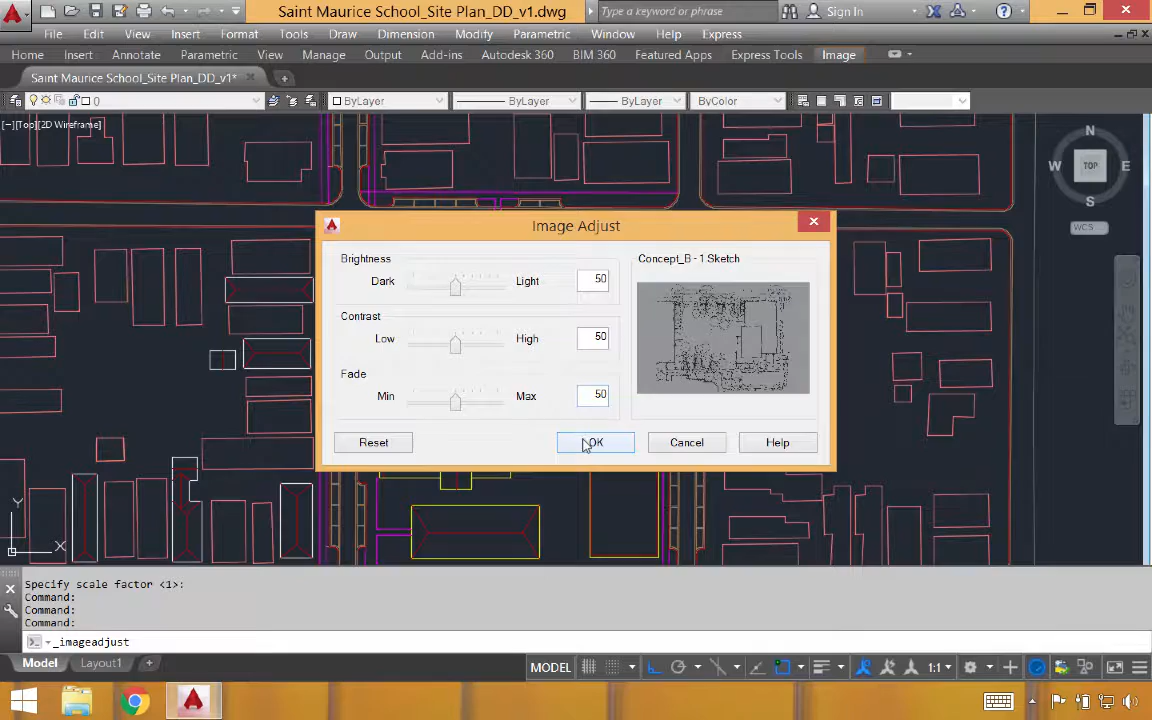 Saint Maurice School_Site Plan_DD_v1.dwg
Type a keyword or phrase
Sign In
File Edit View Insert Format Tools Draw Dimension Modify Parametric Window Help Express
Home Insert Annotate Parametric View Manage Output Add-ins Autodesk 360 BIM 360 Featured Apps Express Tools Image
Saint Maurice School_Site Plan_DD_v1*
0 ByLayer ByLayer ByLayer ByColor
[−][Top][2D Wireframe]
N
W TOP E
S
WCS
Image Adjust
Brightness
Dark Light 50
Contrast
Low High 50
Fade
Min Max 50
Concept_B - 1 Sketch
Reset OK Cancel Help
Y
X
Specify scale factor <1>:
Command:
Command:
Command:
_imageadjust
Model Layout1 +
MODEL 1:1